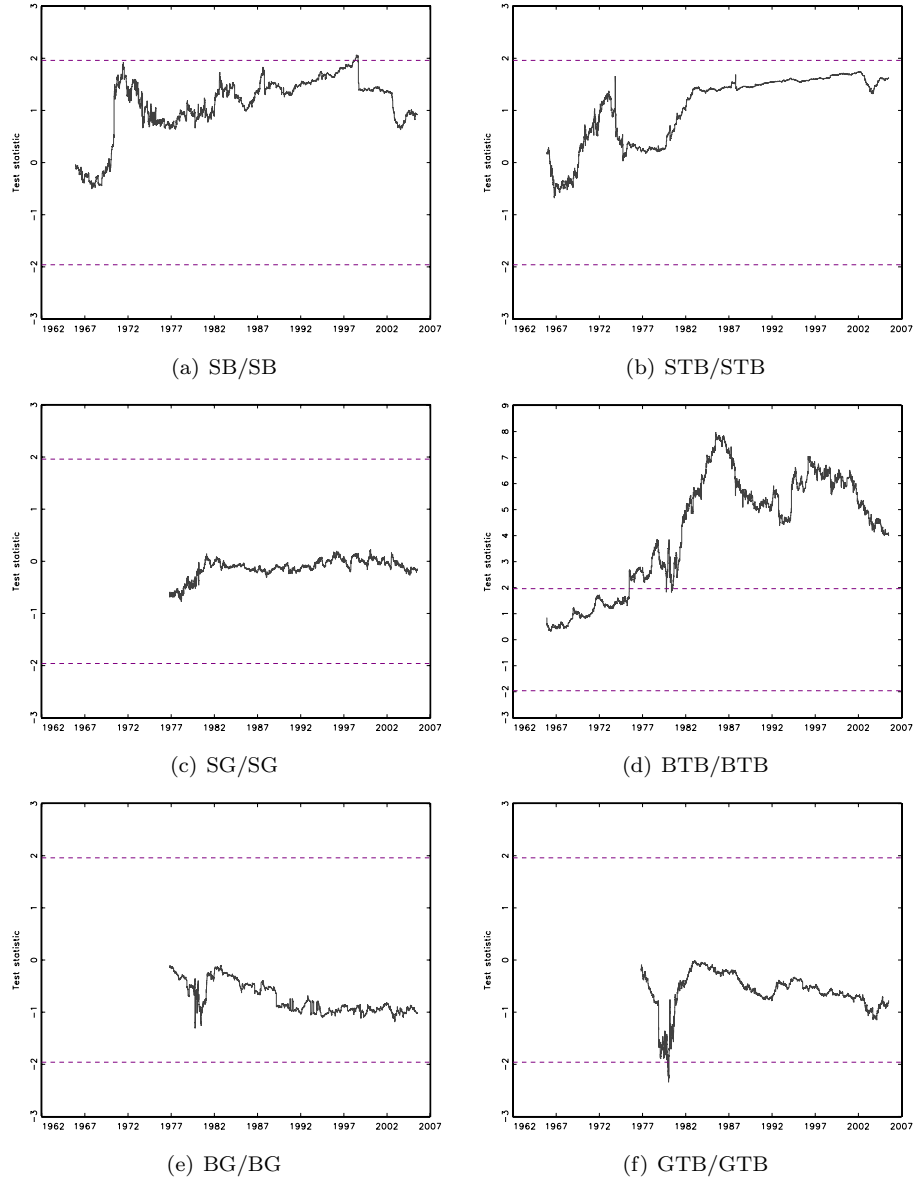 3
2
1
0
-1
-2
-3
Test statistic
1962 1967 1972 1977 1982 1987 1992 1997 2002 2007
(a) SB/SB
3
2
1
0
-1
-2
-3
Test statistic
1962 1967 1972 1977 1982 1987 1992 1997 2002 2007
(b) STB/STB
3
2
1
0
-1
-2
-3
Test statistic
1962 1967 1972 1977 1982 1987 1992 1997 2002 2007
(c) SG/SG
9
8
7
6
5
4
3
2
1
0
-1
-2
-3
Test statistic
1962 1967 1972 1977 1982 1987 1992 1997 2002 2007
(d) BTB/BTB
3
2
1
0
-1
-2
-3
Test statistic
1962 1967 1972 1977 1982 1987 1992 1997 2002 2007
(e) BG/BG
3
2
1
0
-1
-2
-3
Test statistic
1962 1967 1972 1977 1982 1987 1992 1997 2002 2007
(f) GTB/GTB